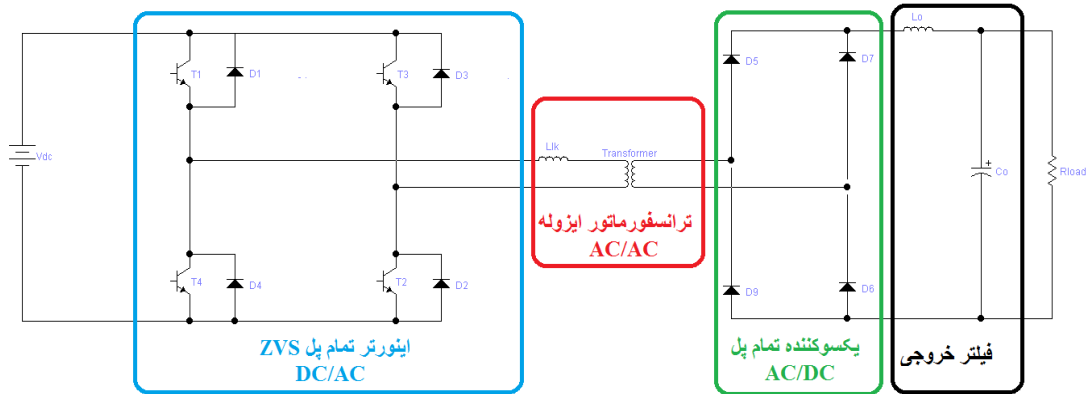 Lo
T1
D1
T3
D3
D5
D7
Vdc
Llk
Transformer
Co
Rload
ترانسفورماتور ایزوله
AC/AC
T4
D4
T2
D2
D9
D6
اینورتر تمام پل ZVS
DC/AC
یکسوکننده تمام پل
AC/DC
فیلتر خروجی